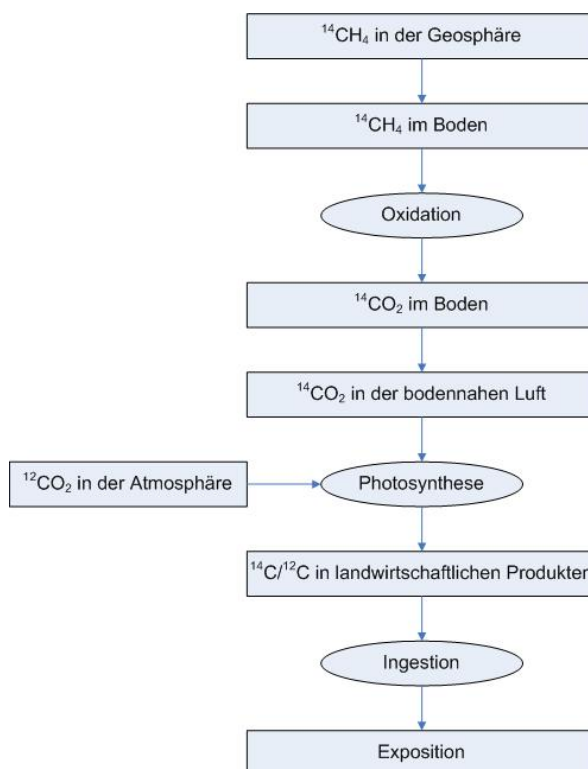 ¹⁴CH₄ in der Geosphäre
¹⁴CH₄ im Boden
Oxidation
¹⁴CO₂ im Boden
¹⁴CO₂ in der bodennahen Luft
¹²CO₂ in der Atmosphäre
Photosynthese
¹⁴C/¹²C in landwirtschaftlichen Produkten
Ingestion
Exposition